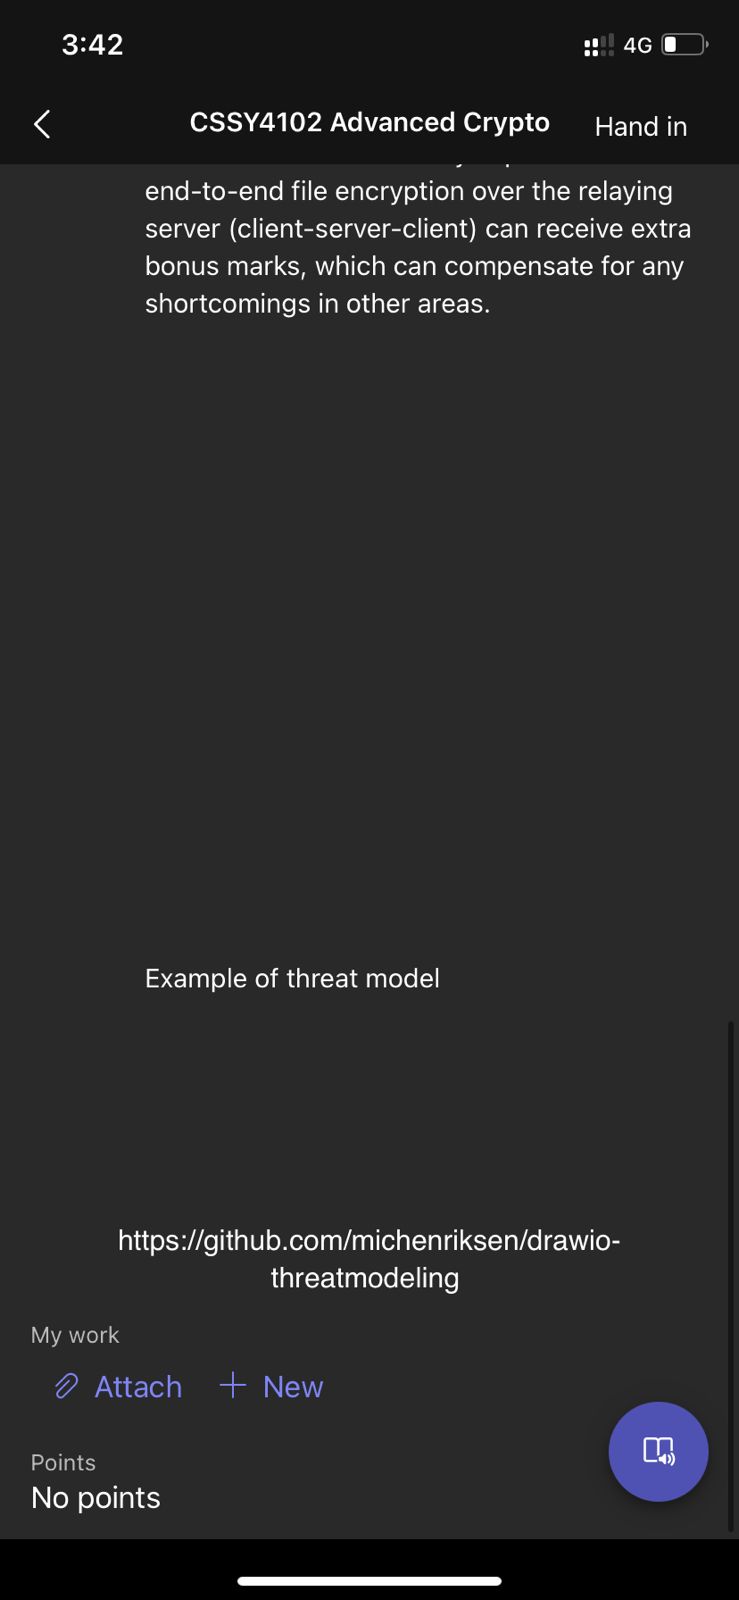 3:42
4G
CSSY4102 Advanced Crypto
Hand in
end-to-end file encryption over the relaying
server (client-server-client) can receive extra
bonus marks, which can compensate for any
shortcomings in other areas.
Example of threat model
https://github.com/michenriksen/drawio-
threatmodeling
My work
Attach
New
Points
No points